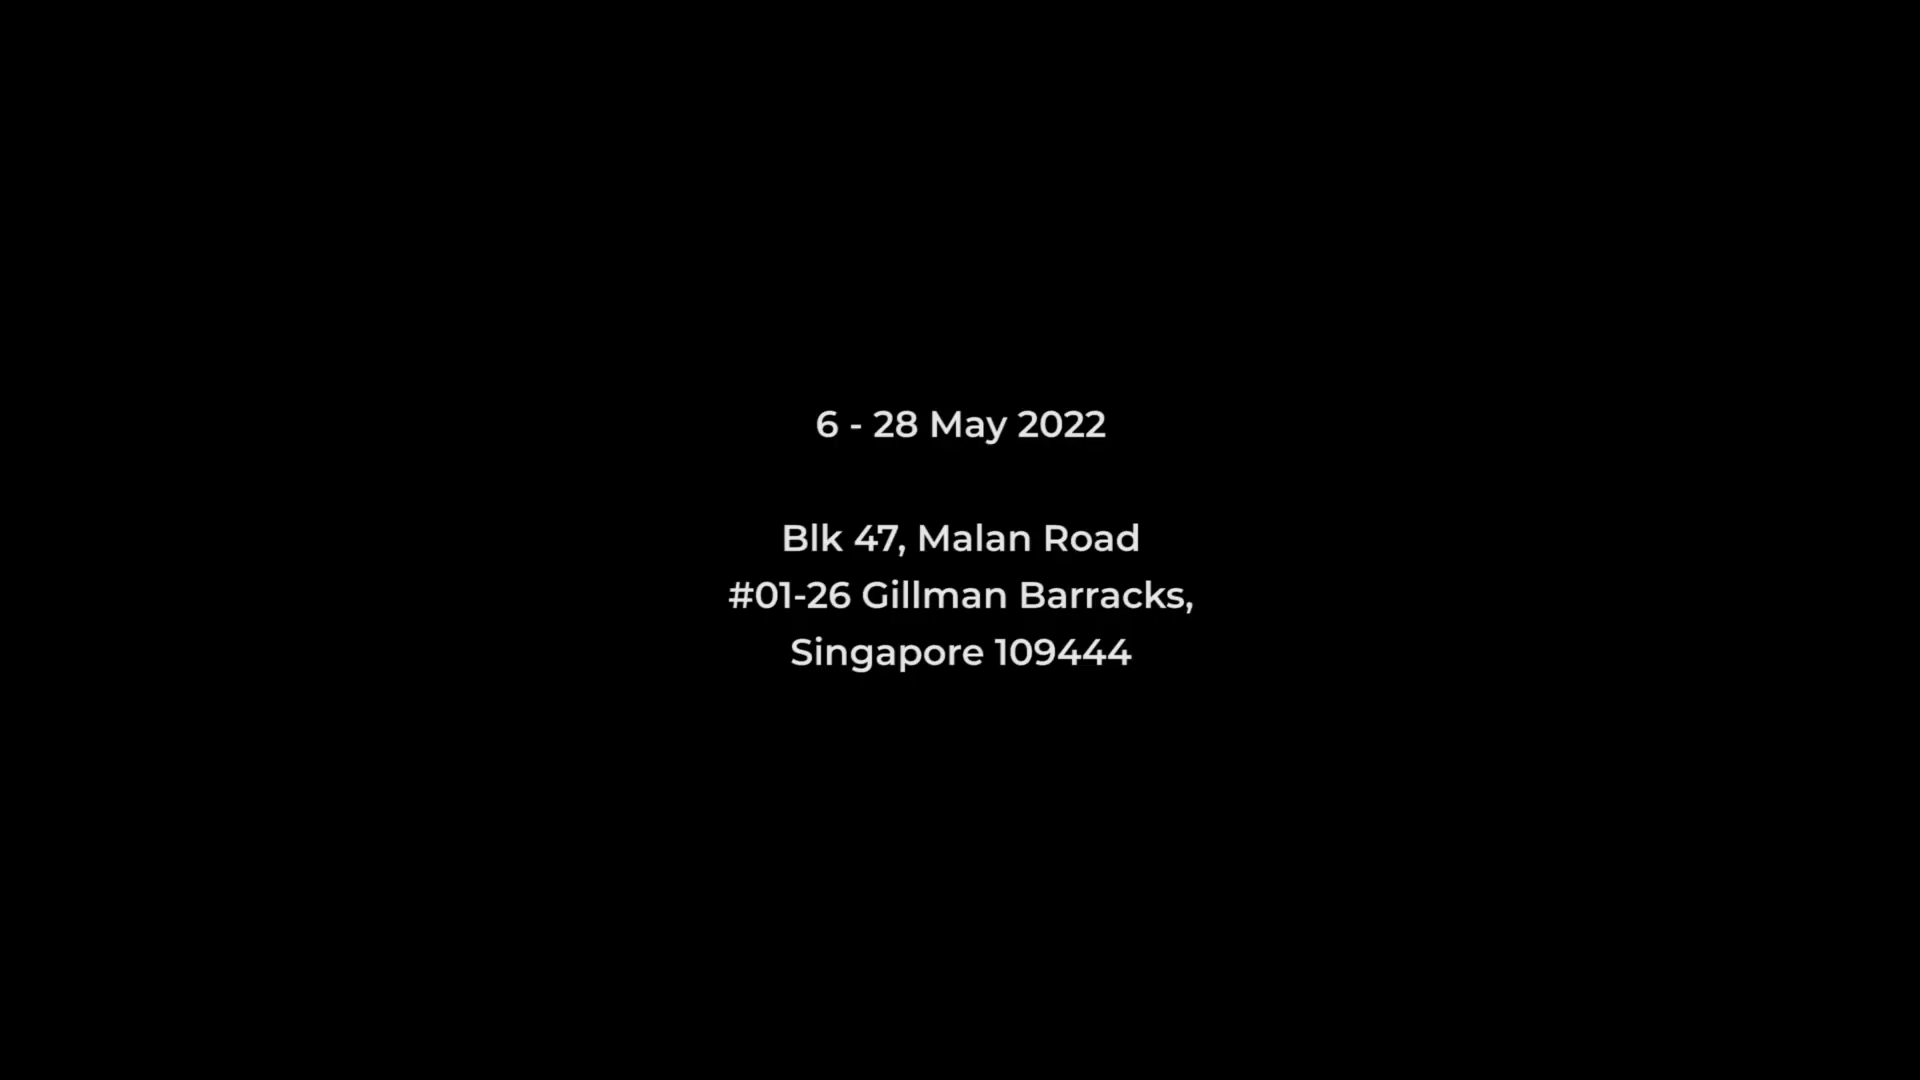 6 - 28 May 2022
Blk 47, Malan Road
#01-26 Gillman Barracks,
Singapore 109444